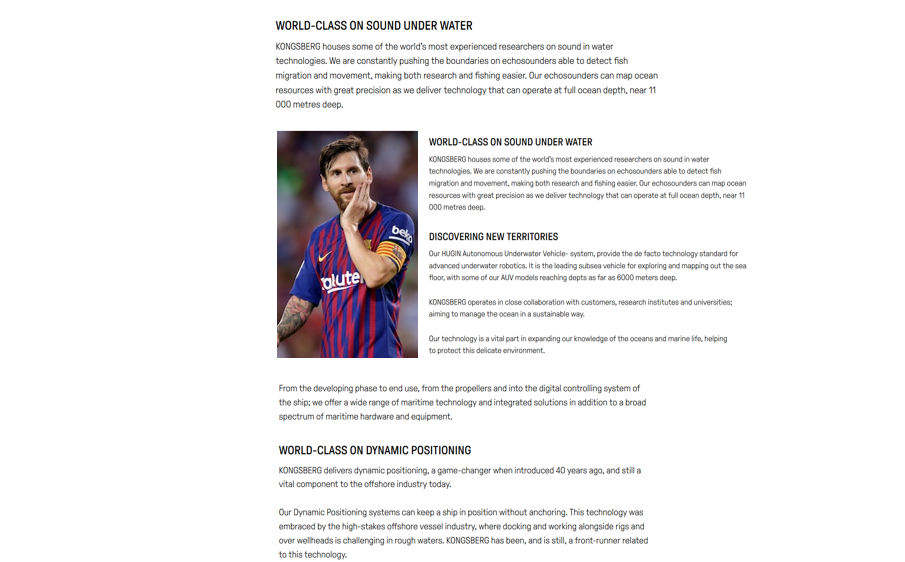 WORLD-CLASS ON SOUND UNDER WATER
KONGSBERG houses some of the world's most experienced researchers on sound in water
technologies. We are constantly pushing the boundaries on echosounders able to detect fish
migration and movement, making both research and fishing easier. Our echosounders can map ocean
resources with great precision as we deliver technology that can operate at full ocean depth, near 11
000 metres deep.
WORLD-CLASS ON SOUND UNDER WATER
KONGSBERG houses some of the world's most experienced researchers on sound in water
technologies. We are constantly pushing the boundaries on echosounders able to detect fish
migration and movement, making both research and fishing easier. Our echosounders can map ocean
resources with great precision as we deliver technology that can operate at full ocean depth, near 11
000 metres deep.
beko
DISCOVERING NEW TERRITORIES
Our HUGIN Autonomous Underwater Vehicle- system, provide the de facto technology standard for
advanced underwater robotics. It is the leading subsea vehicle for exploring and mapping out the sea
floor, with some of our AUV models reaching depts as far as 6000 meters deep.
KONGSBERG operates in close collaboration with customers, research institutes and universities;
aiming to manage the ocean in a sustainable way.
Our technology is a vital part in expanding our knowledge of the oceans and marine life, helping
to protect this delicate environment.
From the developing phase to end use, from the propellers and into the digital controlling system of
the ship; we offer a wide range of maritime technology and integrated solutions in addition to a broad
spectrum of maritime hardware and equipment.
WORLD-CLASS ON DYNAMIC POSITIONING
KONGSBERG delivers dynamic positioning, a game-changer when introduced 40 years ago, and still a
vital component to the offshore industry today.
Our Dynamic Positioning systems can keep a ship in position without anchoring. This technology was
embraced by the high-stakes offshore vessel industry, where docking and working alongside rigs and
over wellheads is challenging in rough waters. KONGSBERG has been, and is still, a front-runner related
to this technology.